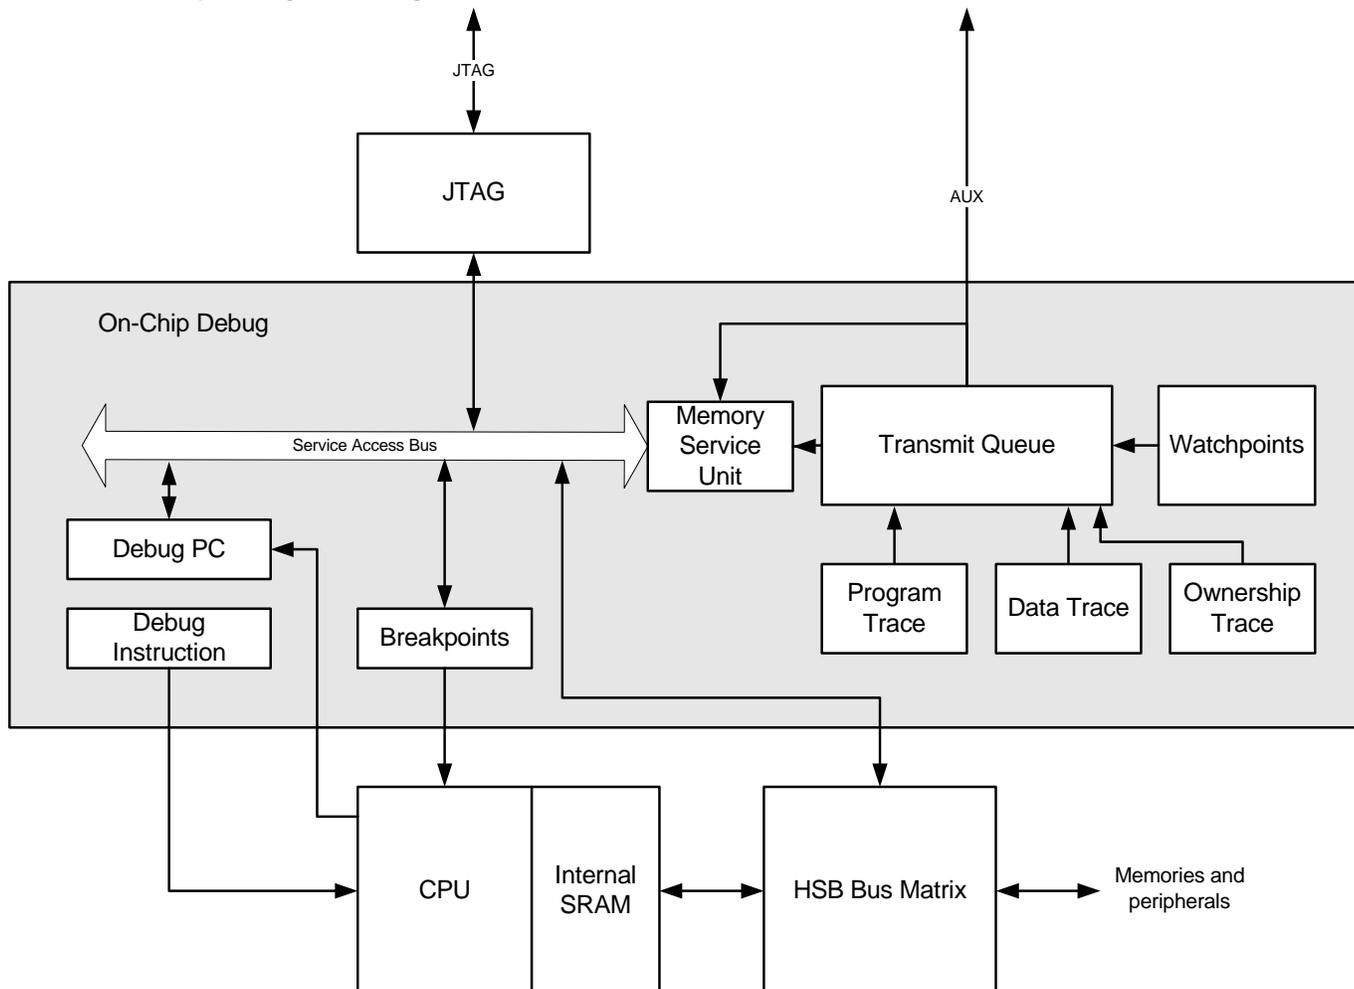 JTAG
AUX
JTAG
On-Chip Debug
Service Access Bus
Memory
Service
Unit
Transmit Queue
Watchpoints
Debug PC
Debug
Instruction
Breakpoints
Program
Trace
Data Trace
Ownership
Trace
CPU
Internal
SRAM
HSB Bus Matrix
Memories and
peripherals